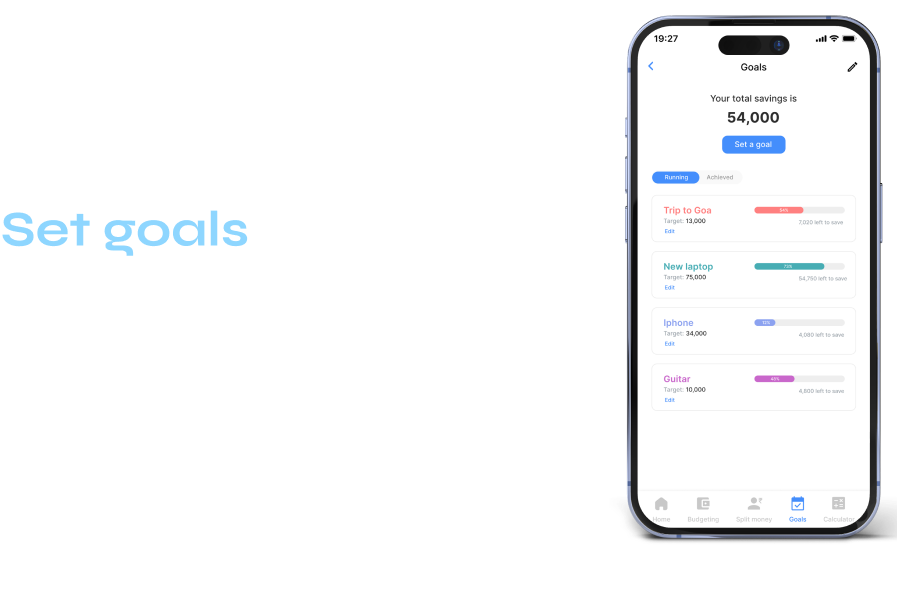 Set goals
19:27
Goals
Your total savings is
54,000
Set a goal
Running Achieved
Trip to Goa
54%
Target: 13,000
7,020 left to save
Edit
New laptop
73%
Target: 75,000
54,750 left to save
Edit
Iphone
12%
Target: 34,000
4,080 left to save
Edit
Guitar
Target: 10,000
4,800 left to save
Edit
Home Budgeting Split money Goals Calculator